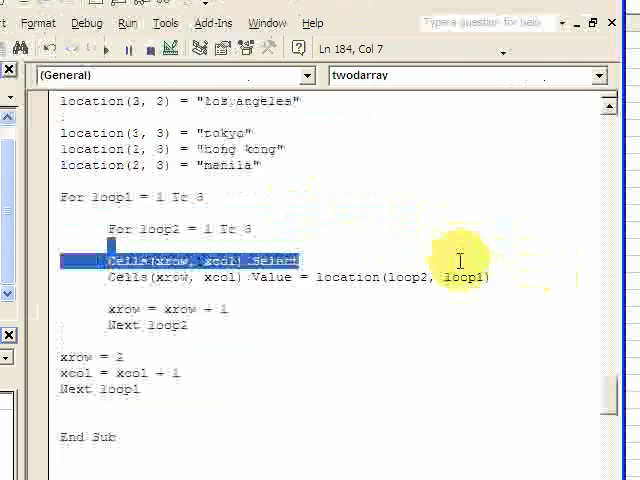 Format Debug Run Tools Add-Ins Window Help Type a question for help
Ln 184, Col 7
(General) twodarray
location(2, 2) = "los angeles"
location(3, 3) = "tokyo"
location(2, 3) = "hong kong"
location(2, 3) = "manila"
For loop1 = 1 To 3
For loop2 = 1 To 3
Cells(xrow, xcol).Select
Cells(xrow, xcol).Value = location(loop2, loop1)
xrow = xrow + 1
Next loop2
xrow = 2
xcol = xcol + 1
Next loop1
End Sub